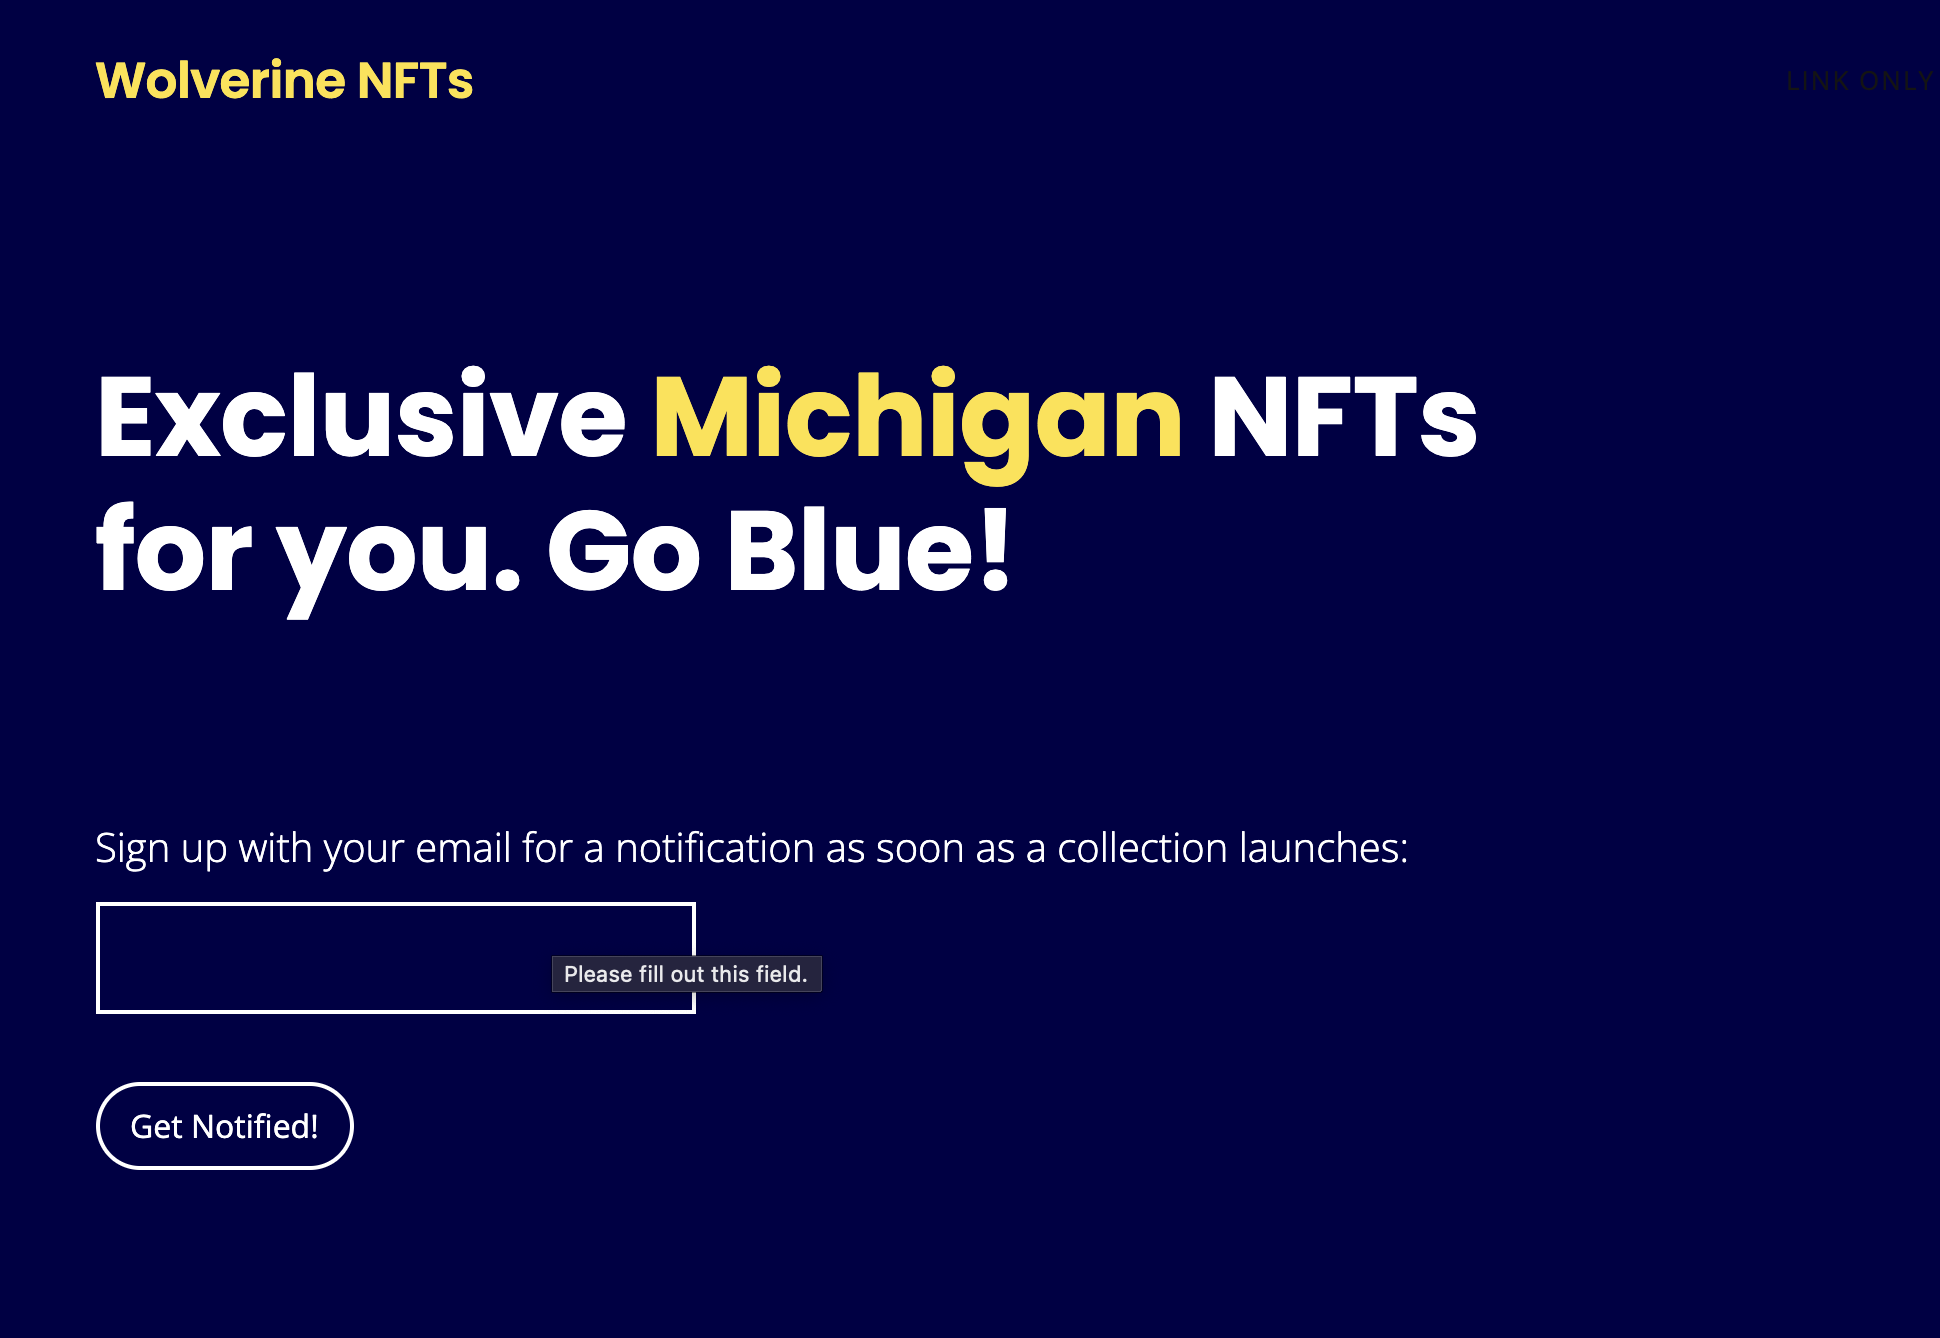 Wolverine NFTs
LINK ONLY
Exclusive Michigan NFTs
for you. Go Blue!
Sign up with your email for a notification as soon as a collection launches:
Please fill out this field.
Get Notified!